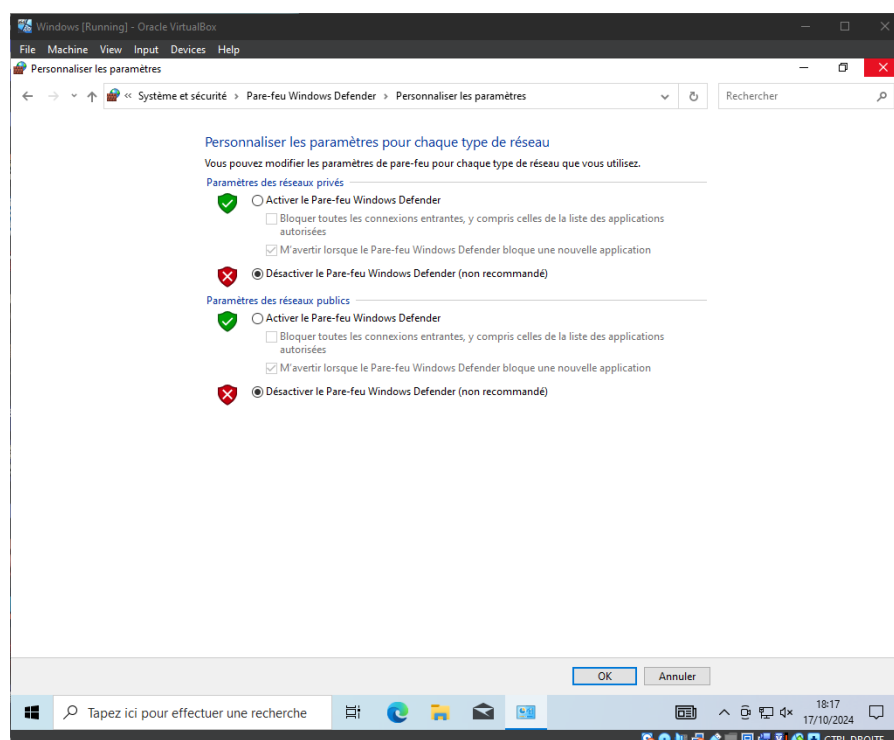 Windows [Running] - Oracle VirtualBox
File Machine View Input Devices Help
Personnaliser les paramètres
« Système et sécurité > Pare-feu Windows Defender > Personnaliser les paramètres
Rechercher
Personnaliser les paramètres pour chaque type de réseau
Vous pouvez modifier les paramètres de pare-feu pour chaque type de réseau que vous utilisez.
Paramètres des réseaux privés
Activer le Pare-feu Windows Defender
Bloquer toutes les connexions entrantes, y compris celles de la liste des applications
autorisées
M'avertir lorsque le Pare-feu Windows Defender bloque une nouvelle application
Désactiver le Pare-feu Windows Defender (non recommandé)
Paramètres des réseaux publics
Activer le Pare-feu Windows Defender
Bloquer toutes les connexions entrantes, y compris celles de la liste des applications
autorisées
M'avertir lorsque le Pare-feu Windows Defender bloque une nouvelle application
Désactiver le Pare-feu Windows Defender (non recommandé)
OK Annuler
Tapez ici pour effectuer une recherche
18:17
17/10/2024
CTRL DROITE